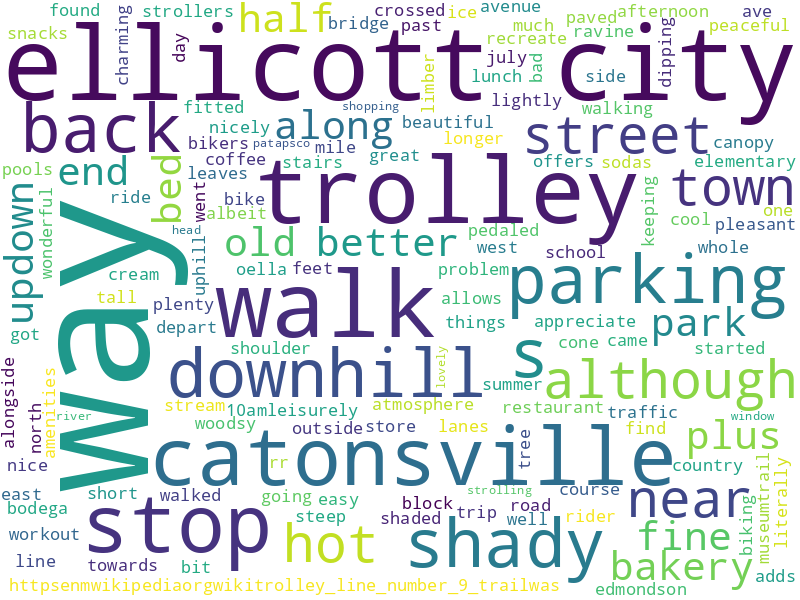 found strollers half crossed ice avenue paved afternoon
snacks charming day past bridge much recreate ravine ave peaceful
ellicott city
july lunch bad side dipping
back fitted shopping limber lightly walking
nicely along beautiful longer street canopy
bikers patapsco mile great offers sodas elementary
pools end bed coffee stairs
leaves trolley town
updown wonderful ride went bike albeit keeping cool one
head pedaled pleasant
way uphill old better west school whole
cream oella feet problem parking
tall plenty walk allows
got depart things appreciate park
shoulder cone came started
alongside downhill lovely s summer although
amenities stream atmosphere restaurant
north river 10amleisurely lanes traffic window
woodsy outside store find plus
catonsville tree
nice rr country
east short going easy strolling course near museumtrail literally
bodega stop walked steep block road biking
workout hot shaded trip well rider fine
line towards bit shady bakery adds
httpsenmwikipediaorgwikitrolley_line_number_9_trailwas edmondson